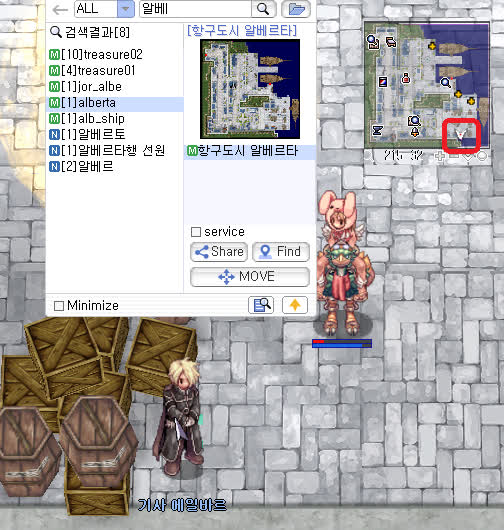 ALL 알베
검색결과[8]
[10]treasure02
[4]treasure01
[1]jor_albe
[1]alberta
[1]alb_ship
[1]알베르토
[1]알베르타행 선원
[2]알베르
[항구도시 알베르타]
항구도시 알베르타
service
Share
Find
MOVE
Minimize
215 32
기사 에일바르